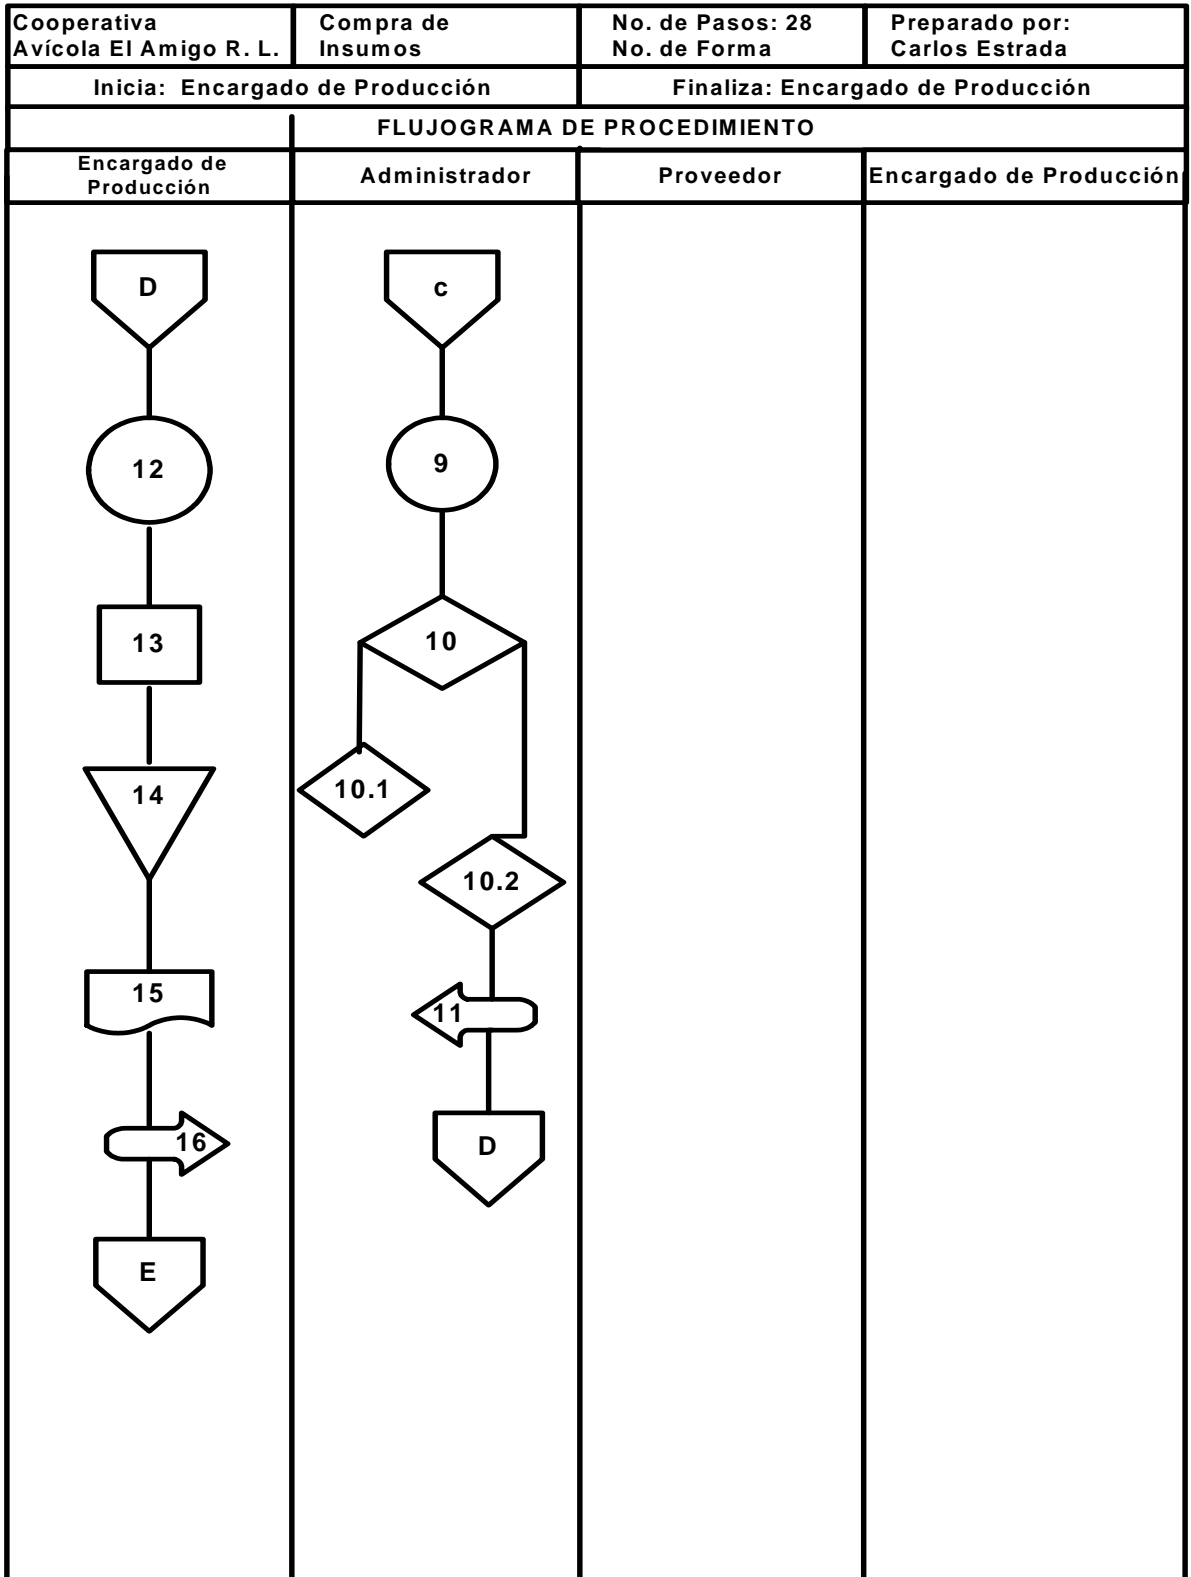 Cooperativa
Avícola El Amigo R. L.
Compra de
Insumos
No. de Pasos: 28
No. de Forma
Preparado por:
Carlos Estrada
Inicia: Encargado de Producción
Finaliza: Encargado de Producción
FLUJOGRAMA DE PROCEDIMIENTO
Encargado de
Producción
Administrador
Proveedor
Encargado de Producción
D
12
13
14
15
16
E
c
9
10
10.1
10.2
11
D